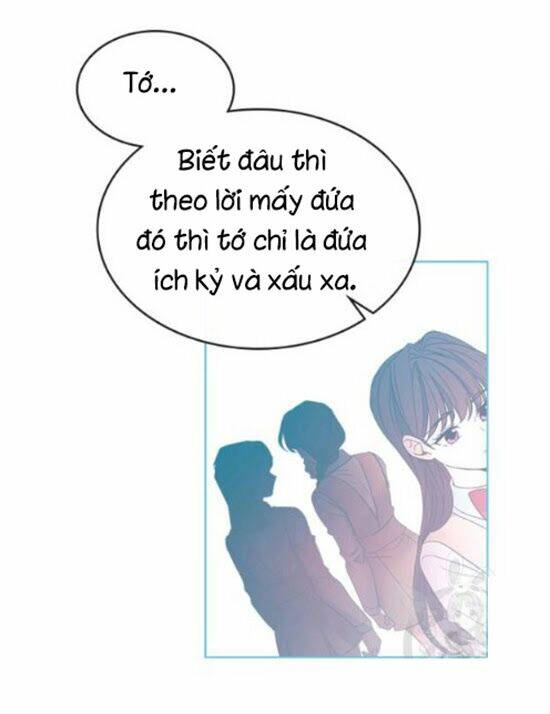 Tớ...
Biết đâu thì
theo lời mấy đứa
đó thì tớ chỉ là đứa
ích kỷ và xấu xa.